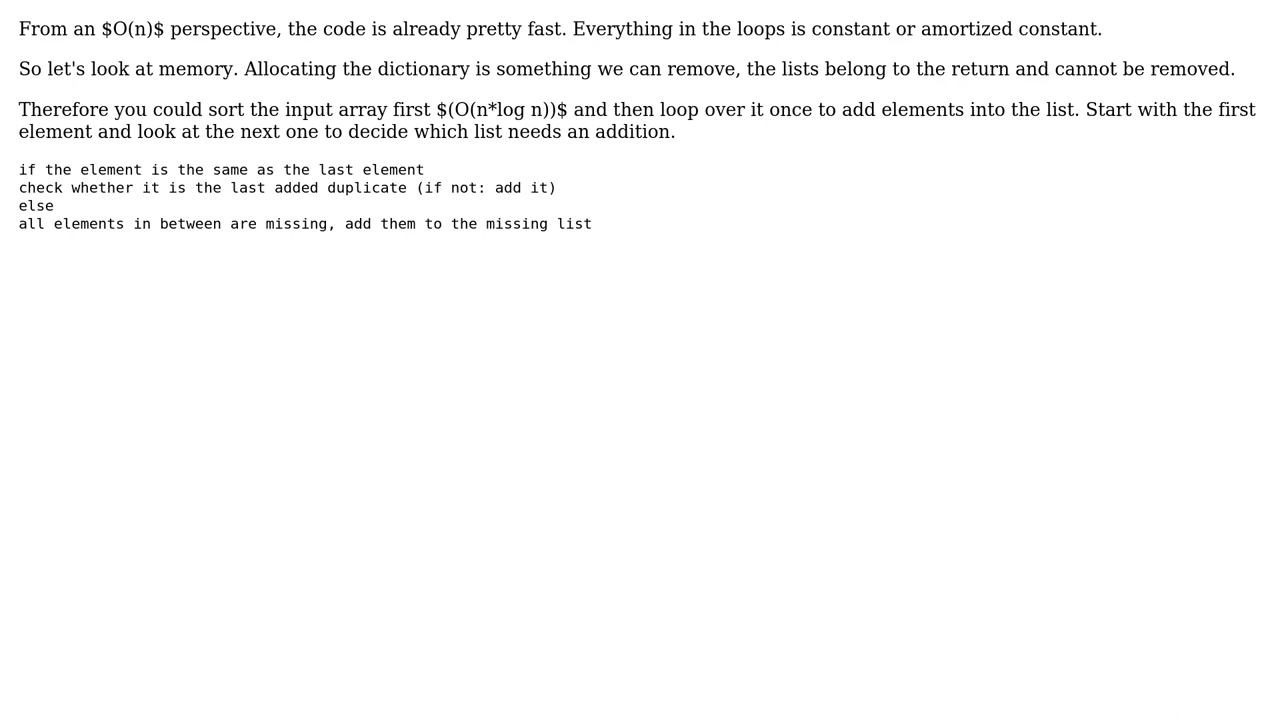 From an $O(n)$ perspective, the code is already pretty fast. Everything in the loops is constant or amortized constant.
So let's look at memory. Allocating the dictionary is something we can remove, the lists belong to the return and cannot be removed.
Therefore you could sort the input array first $(O(n*log n))$ and then loop over it once to add elements into the list. Start with the first
element and look at the next one to decide which list needs an addition.
if the element is the same as the last element
check whether it is the last added duplicate (if not: add it)
else
all elements in between are missing, add them to the missing list